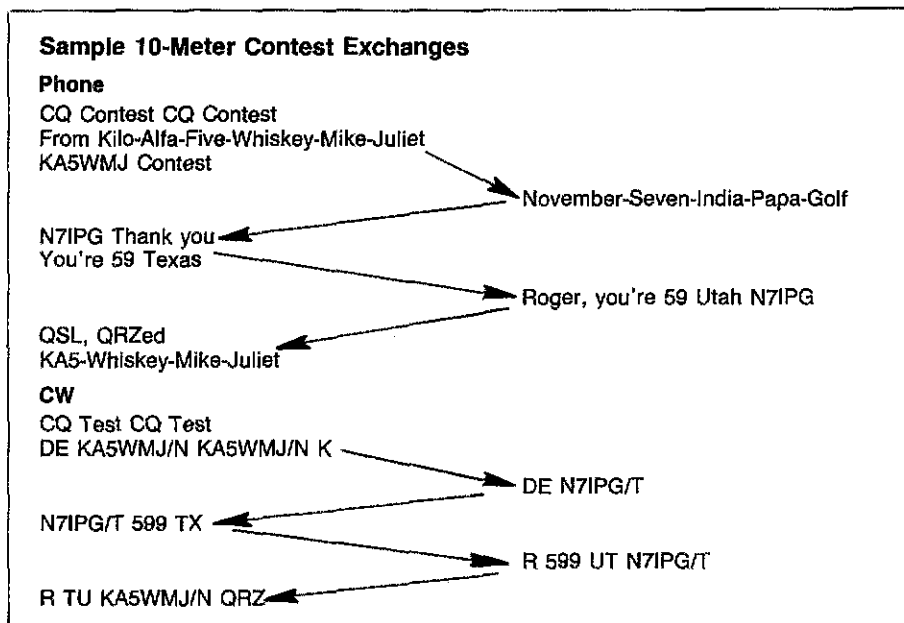 Sample 10-Meter Contest Exchanges
Phone
CQ Contest CQ Contest
From Kilo-Alfa-Five-Whiskey-Mike-Juliet
KA5WMJ Contest
November-Seven-India-Papa-Golf
N7IPG Thank you
You're 59 Texas
Roger, you're 59 Utah N7IPG
QSL, QRZed
KA5-Whiskey-Mike-Juliet
CW
CQ Test CQ Test
DE KA5WMJ/N KA5WMJ/N K
DE N7IPG/T
N7IPG/T 599 TX
R 599 UT N7IPG/T
R TU KA5WMJ/N QRZ